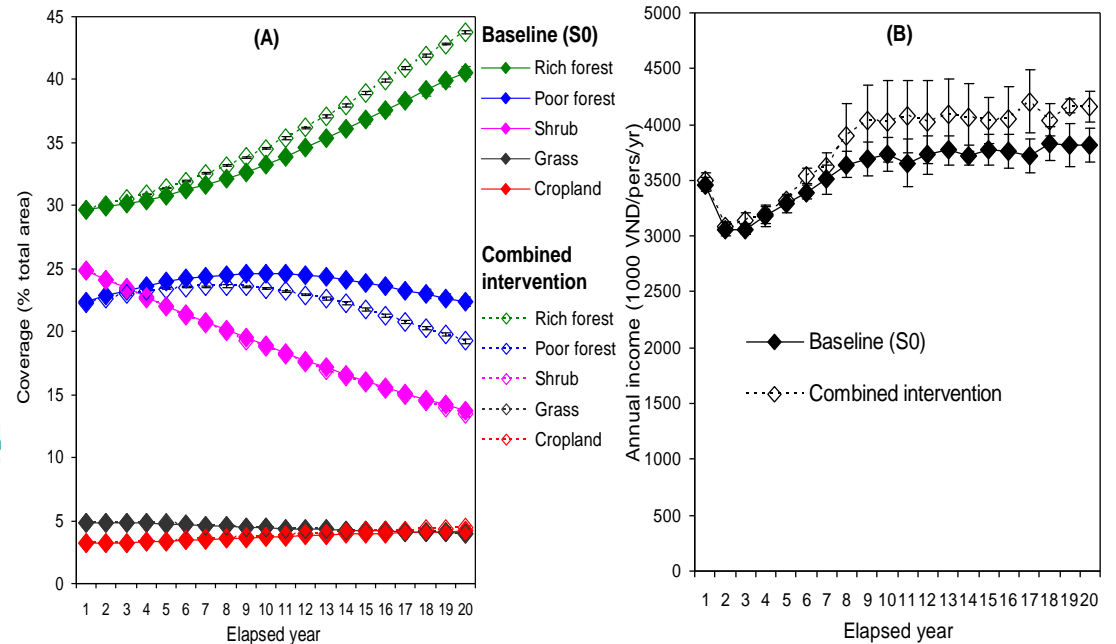 (A)
Coverage (% total area)
45
40
35
30
25
20
15
10
5
0
1 2 3 4 5 6 7 8 9 10 11 12 13 14 15 16 17 18 19 20
Elapsed year
Baseline (S0)
Rich forest
Poor forest
Shrub
Grass
Cropland
Combined
intervention
Rich forest
Poor forest
Shrub
Grass
Cropland
(B)
Annual income (1000 VND/pers/yr)
5000
4500
4000
3500
3000
2500
2000
1500
1000
500
0
Baseline (S0)
Combined intervention
1 2 3 4 5 6 7 8 9 10 11 12 13 14 15 16 17 18 19 20
Elapsed year